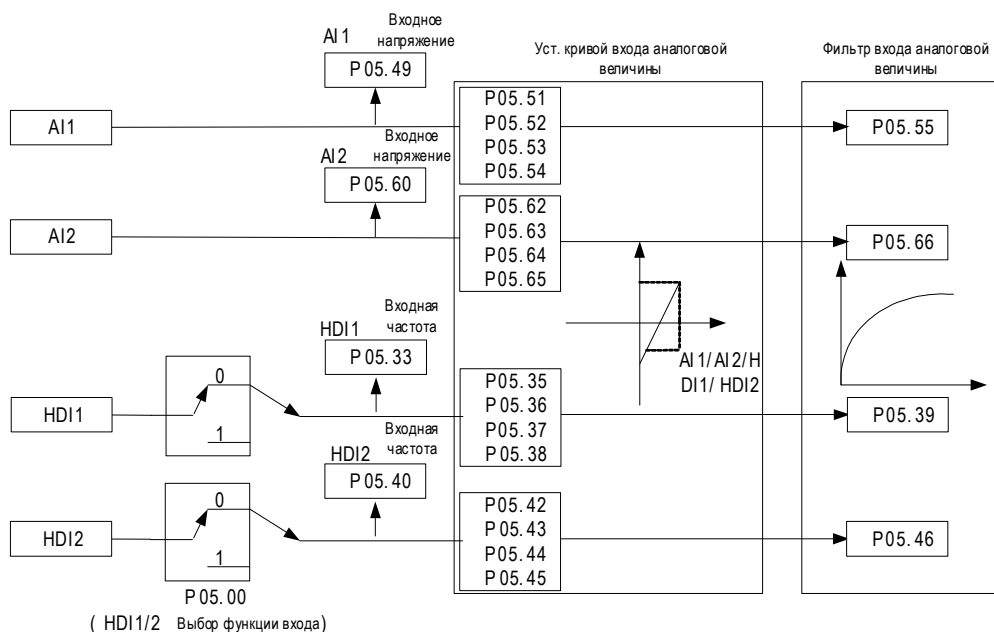 Входное
напряжение
AI1
P05.49
Уст. кривой входа аналоговой
величины
Фильтр входа аналоговой
величины
AI1
P05.51
P05.52
P05.53
P05.54
P05.55
Входное
напряжение
AI2
P05.60
AI2
P05.62
P05.63
P05.64
P05.65
P05.66
AI1/AI2/H
DI1/HDI2
Входная
частота
HDI1
P05.33
HDI1
0
1
P05.35
P05.36
P05.37
P05.38
P05.39
Входная
частота
HDI2
P05.40
HDI2
0
1
P05.42
P05.43
P05.44
P05.45
P05.46
P05.00
( HDI1/2 Выбор функции входа)